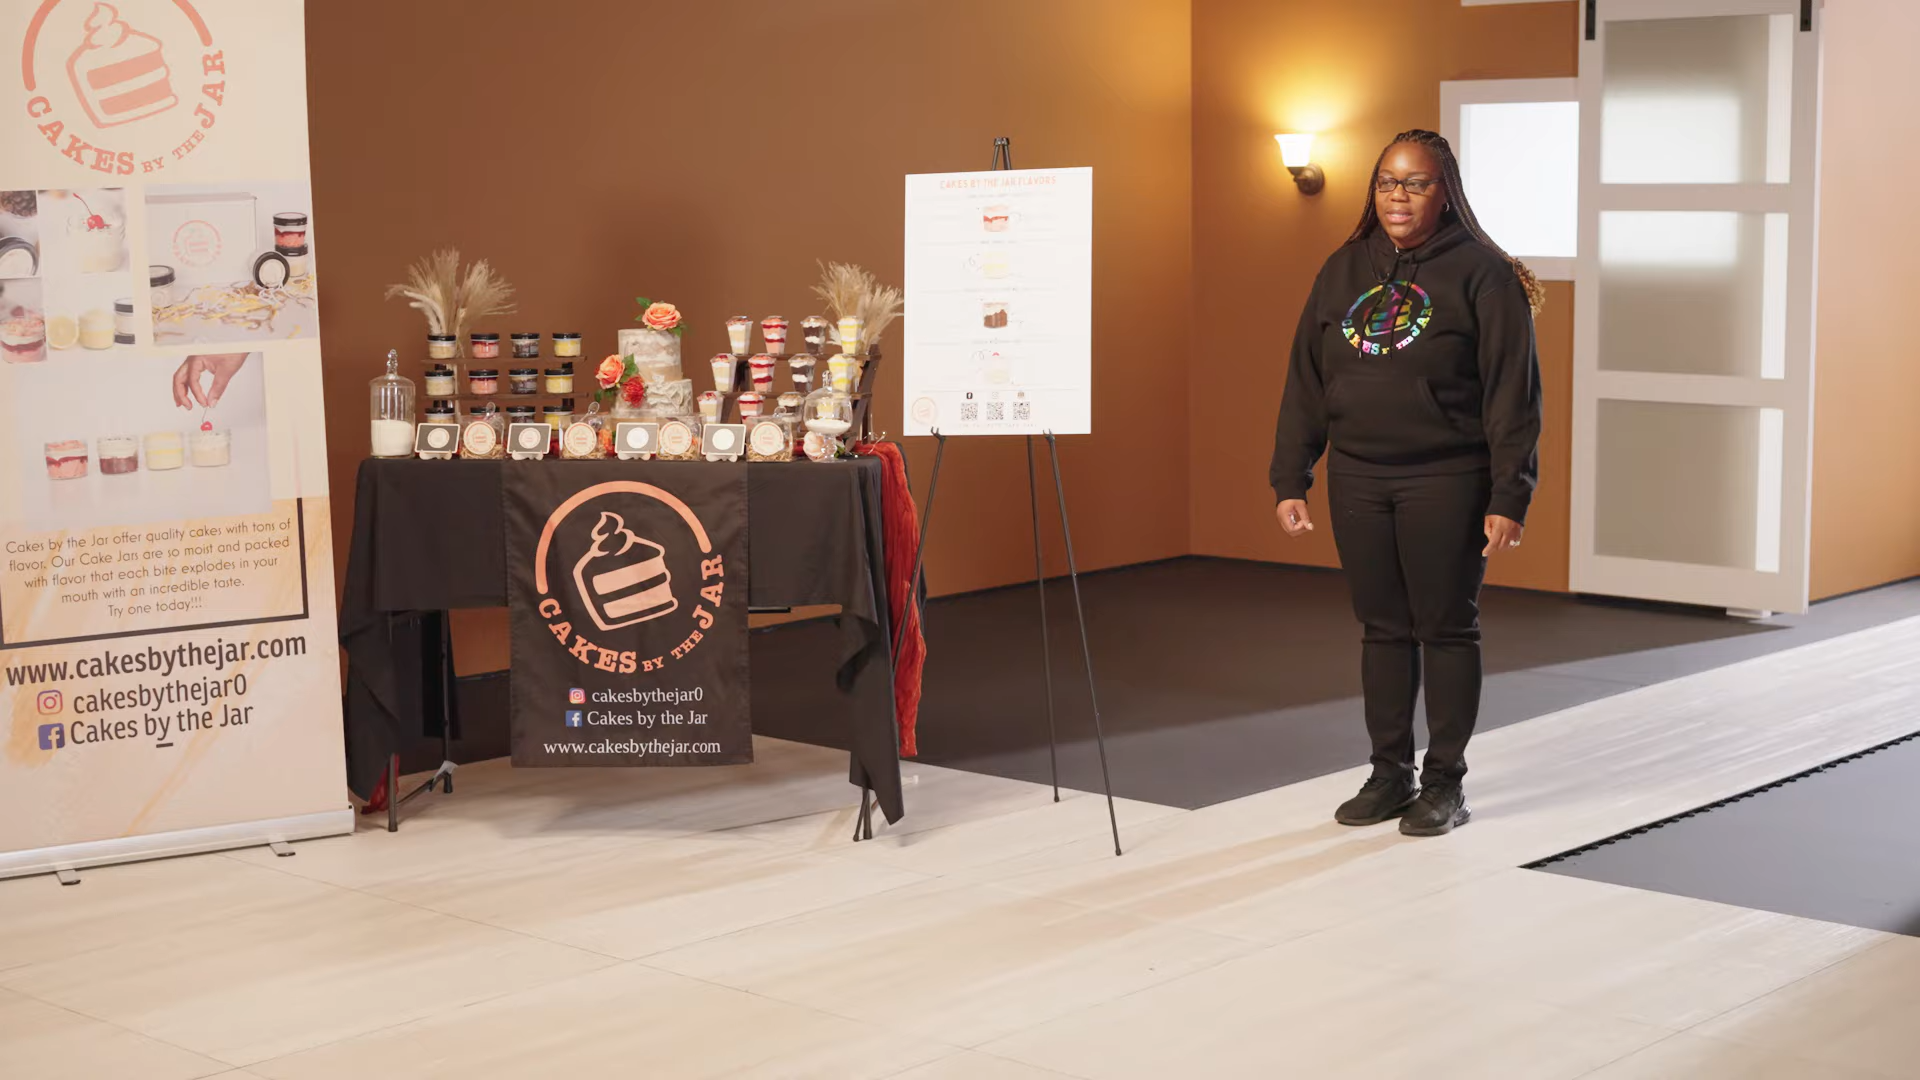 CAKES BY THE JAR
Cakes by the Jar offer quality cakes with tons of
flavor. Our Cake Jars are so moist and packed
with flavor that each bite explodes in your
mouth with an incredible taste.
Try one today!!!
www.cakesbythejar.com
cakesbythejar0
Cakes by the Jar
CAKES BY THE JAR
cakesbythejar0
Cakes by the Jar
www.cakesbythejar.com
CAKES BY THE JAR FLAVORS
CAKES BY THE JAR